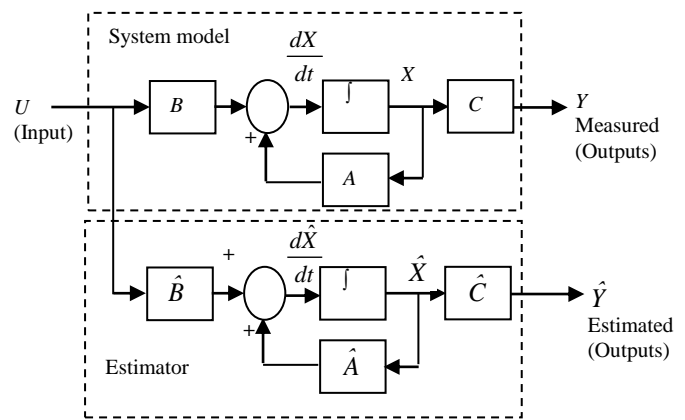 System model
dX
dt
X
U
(Input)
B
∫
C
Y
Measured
(Outputs)
+
A
dX̂
dt
X̂
+
B̂
∫
Ĉ
Ŷ
Estimated
(Outputs)
+
Â
Estimator